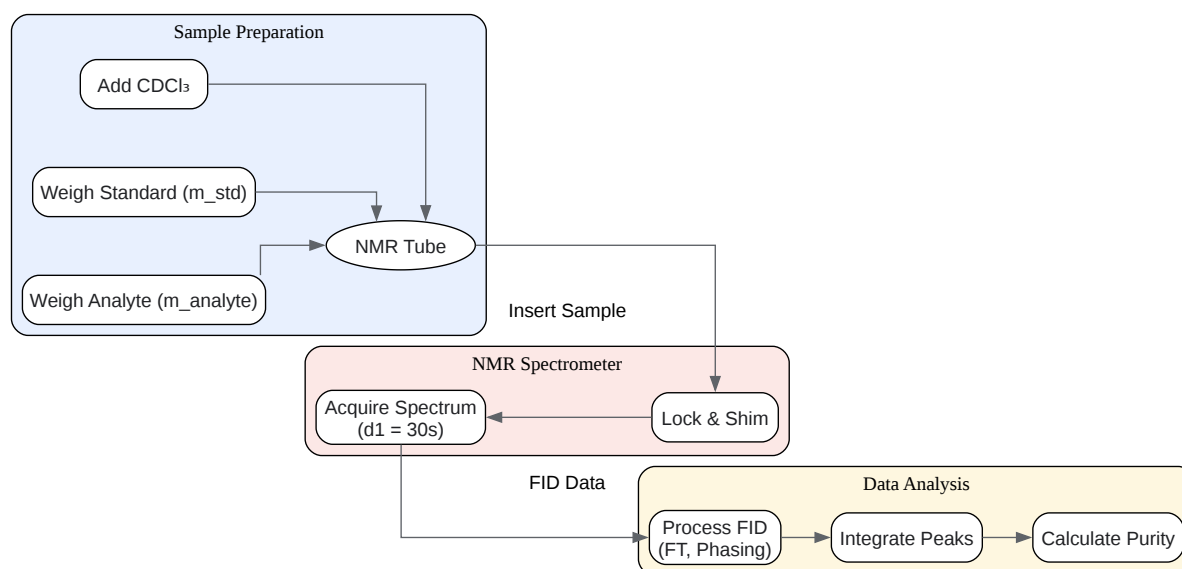 Sample Preparation
Add CDCl₃
Weigh Standard (m_std)
NMR Tube
Weigh Analyte (m_analyte)
Insert Sample
NMR Spectrometer
Acquire Spectrum
(d1 = 30s)
Lock & Shim
FID Data
Data Analysis
Process FID
(FT, Phasing)
Integrate Peaks
Calculate Purity